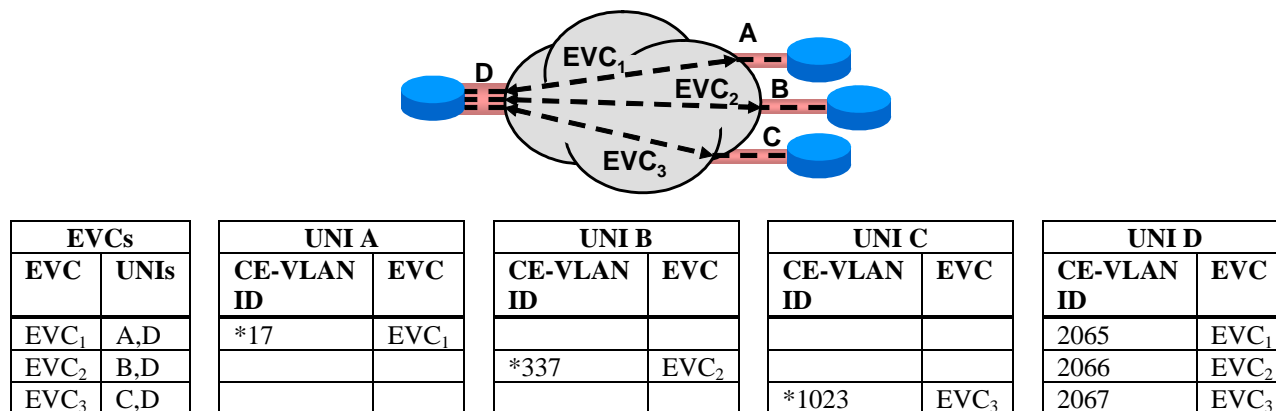 A
EVC₁
D
B
EVC₂
C
EVC₃
EVCs
EVC UNIs
EVC₁ A,D
EVC₂ B,D
EVC₃ C,D
UNI A
CE-VLAN ID EVC
*17 EVC₁
UNI B
CE-VLAN ID EVC
*337 EVC₂
UNI C
CE-VLAN ID EVC
*1023 EVC₃
UNI D
CE-VLAN ID EVC
2065 EVC₁
2066 EVC₂
2067 EVC₃